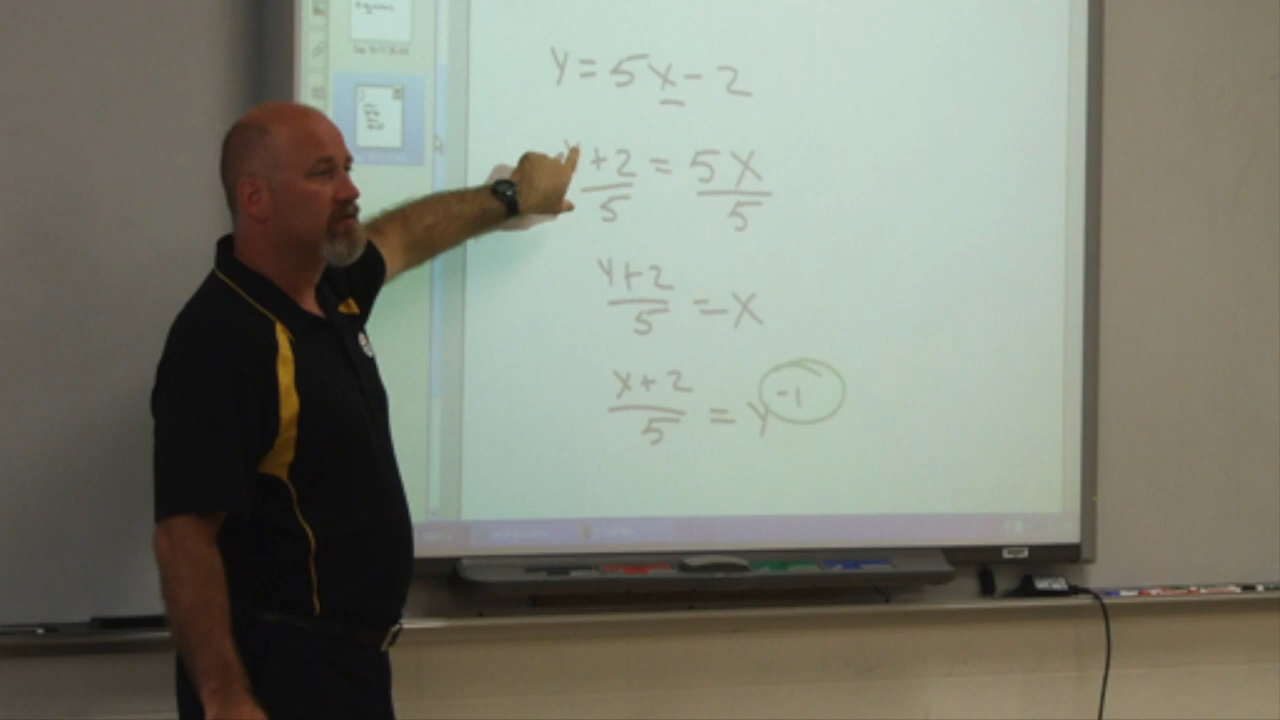 y = 5x - 2
y + 2 = 5x
5 5
y + 2
5 = x
x + 2
5 = y -1